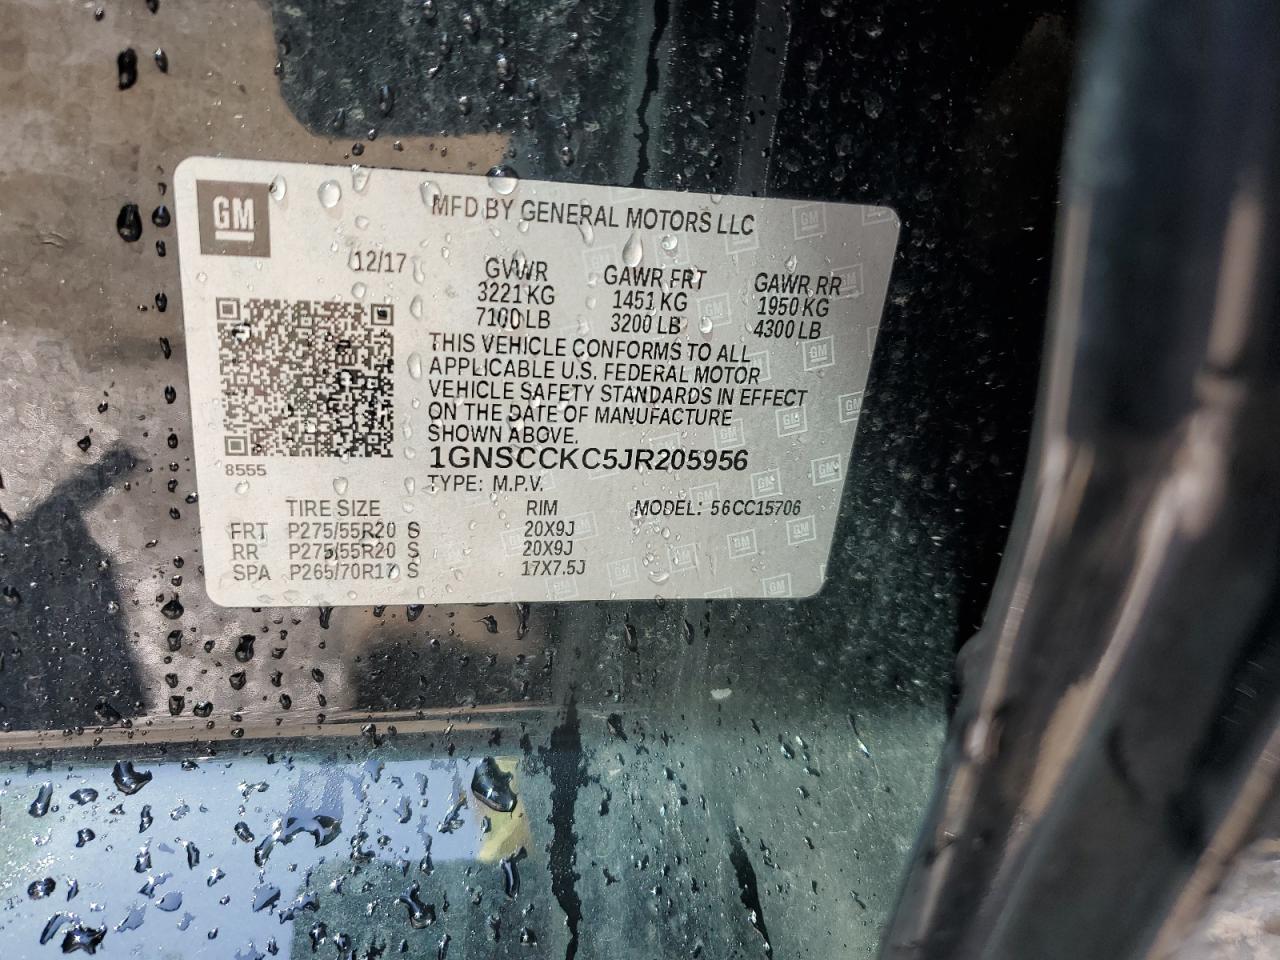 GM
MFD BY GENERAL MOTORS LLC
12/17
GVWR GAWR FRT GAWR RR
3221 KG 1451 KG 1950 KG
7100 LB 3200 LB 4300 LB
THIS VEHICLE CONFORMS TO ALL
APPLICABLE U.S. FEDERAL MOTOR
VEHICLE SAFETY STANDARDS IN EFFECT
ON THE DATE OF MANUFACTURE
SHOWN ABOVE.
8555
1GNSCCKC5JR205956
TYPE: M.P.V.
TIRE SIZE RIM MODEL: 56CC15706
FRT P275/55R20 S 20X9J
RR P275/55R20 S 20X9J
SPA P265/70R17 S 17X7.5J